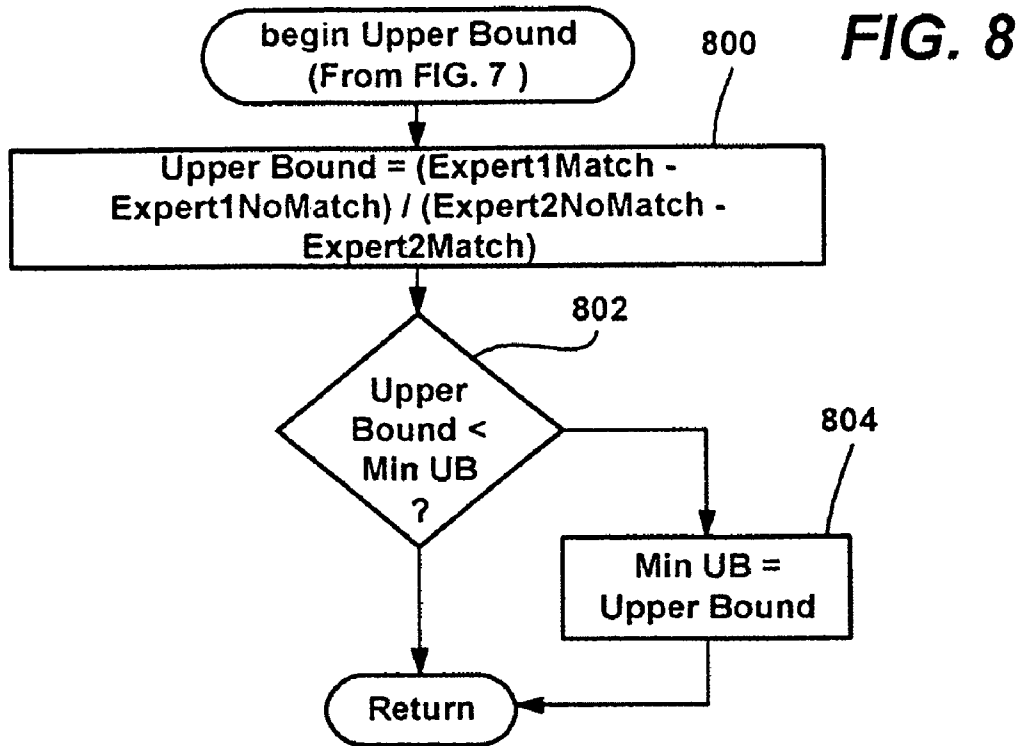 FIG. 8
begin Upper Bound
(From FIG. 7 )
800
Upper Bound = (Expert1Match -
Expert1NoMatch) / (Expert2NoMatch -
Expert2Match)
802
Upper
Bound <
Min UB
?
804
Min UB =
Upper Bound
Return